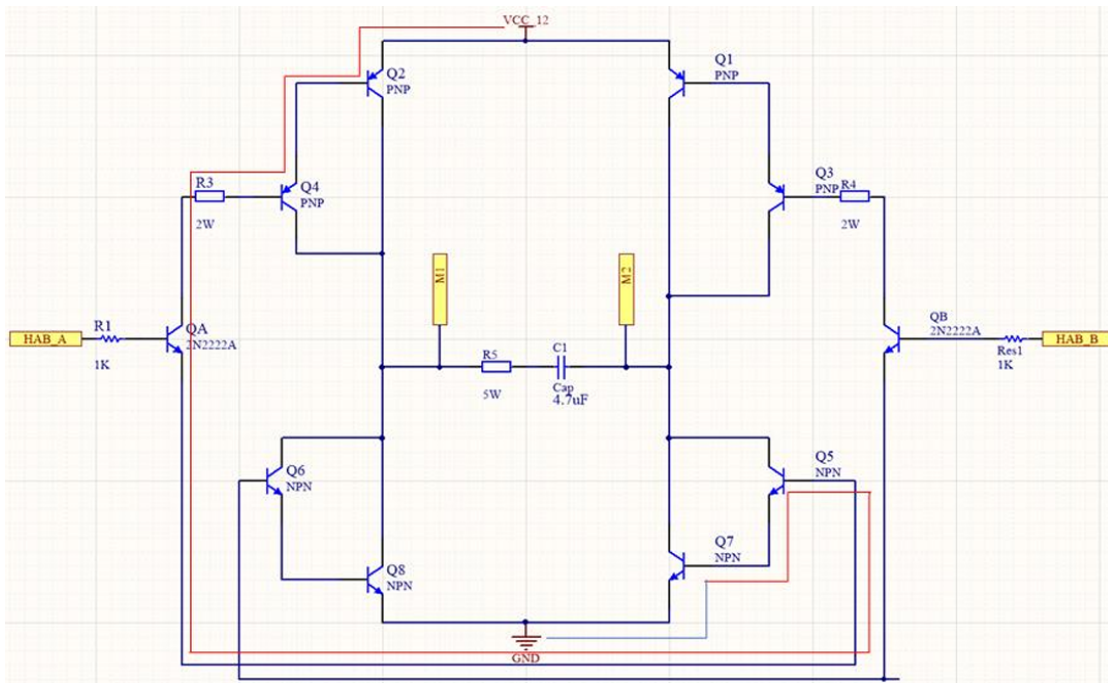 VCC_12
Q2
PNP
Q1
PNP
R3
2W
Q4
PNP
Q3
PNP
R4
2W
M1
M2
HAB_A
R1
1K
QA
2N2222A
R5
5W
C1
Cap
4.7uF
QB
2N2222A
Res1
1K
HAB_B
Q6
NPN
Q5
NPN
Q8
NPN
Q7
NPN
GND